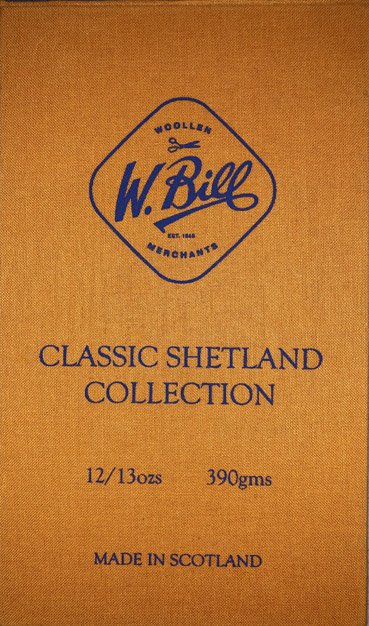 WOOLLEN
W. Bill
EST. 1846
MERCHANTS
CLASSIC SHETLAND
COLLECTION
12/13ozs 390gms
MADE IN SCOTLAND